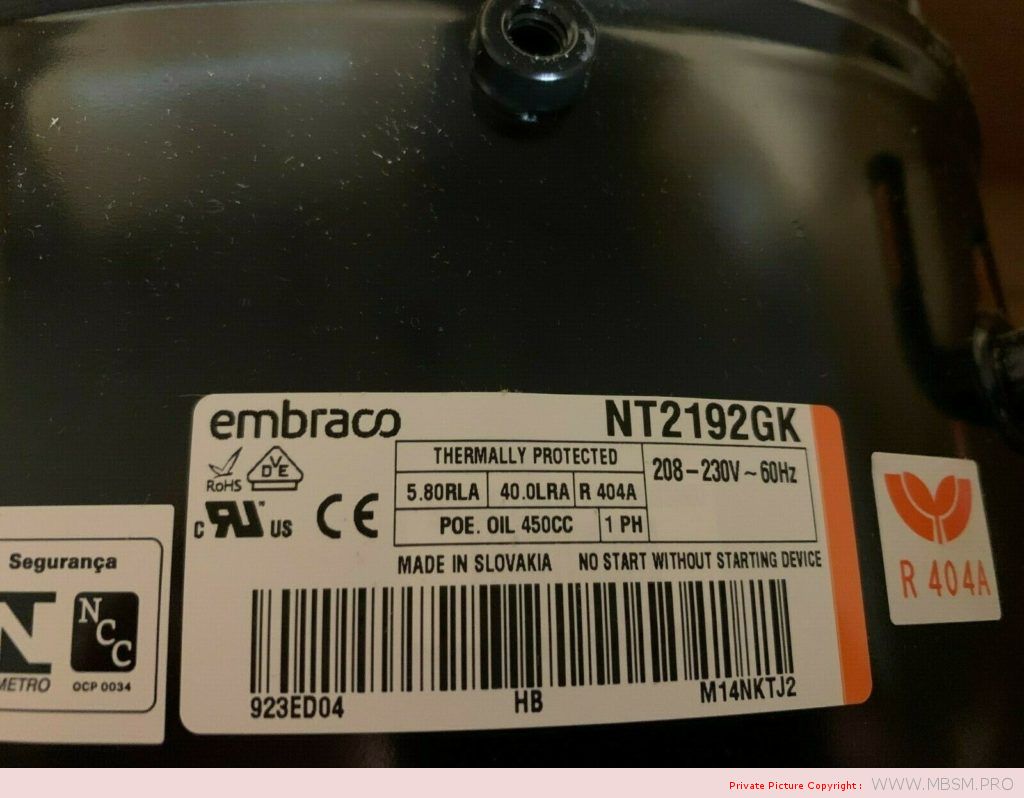 embraco NT2192GK
RoHS
VDE
C UR US
CE
THERMALLY PROTECTED
5.80RLA 40.0LRA R 404A
POE. OIL 450CC 1 PH
208-230V ~ 60Hz
MADE IN SLOVAKIA NO START WITHOUT STARTING DEVICE
923ED04 HB M14NKTJ2
R 404A
Segurança
NCC
METRO OCP 0034
Private Picture Copyright : WWW.MBSM.PRO